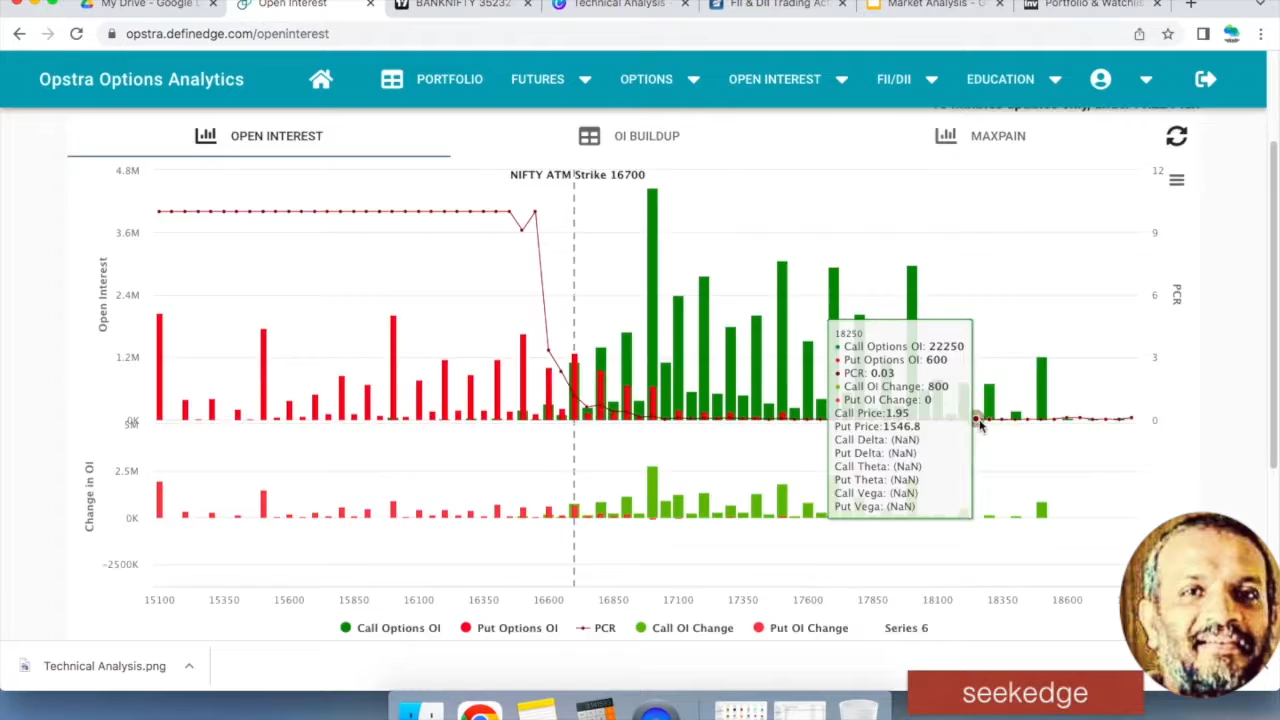 My Drive - Google
Open Interest
BANKNIFTY 35232
Technical Analysis -
FII & DII Trading Ac
Market Analysis - G
Portfolio & Watchlis
opstra.definedge.com/openinterest
Opstra Options Analytics
PORTFOLIO
FUTURES
OPTIONS
OPEN INTEREST
FII/DII
EDUCATION
OPEN INTEREST
OI BUILDUP
MAXPAIN
NIFTY ATM Strike 16700
4.8M
3.6M
2.4M
1.2M
0K
Open Interest
12
9
6
3
0
PCR
18250
Call Options OI: 22250
Put Options OI: 600
PCR: 0.03
Call OI Change: 800
Put OI Change: 0
Call Price:1.95
Put Price:1546.8
Call Delta: (NaN)
Put Delta: (NaN)
Call Theta: (NaN)
Put Theta: (NaN)
Call Vega: (NaN)
Put Vega: (NaN)
2.5M
0K
-2500K
Change in OI
15100 15350 15600 15850 16100 16350 16600 16850 17100 17350 17600 17850 18100 18350 18600
Call Options OI Put Options OI PCR Call OI Change Put OI Change Series 6
Technical Analysis.png
seekedge